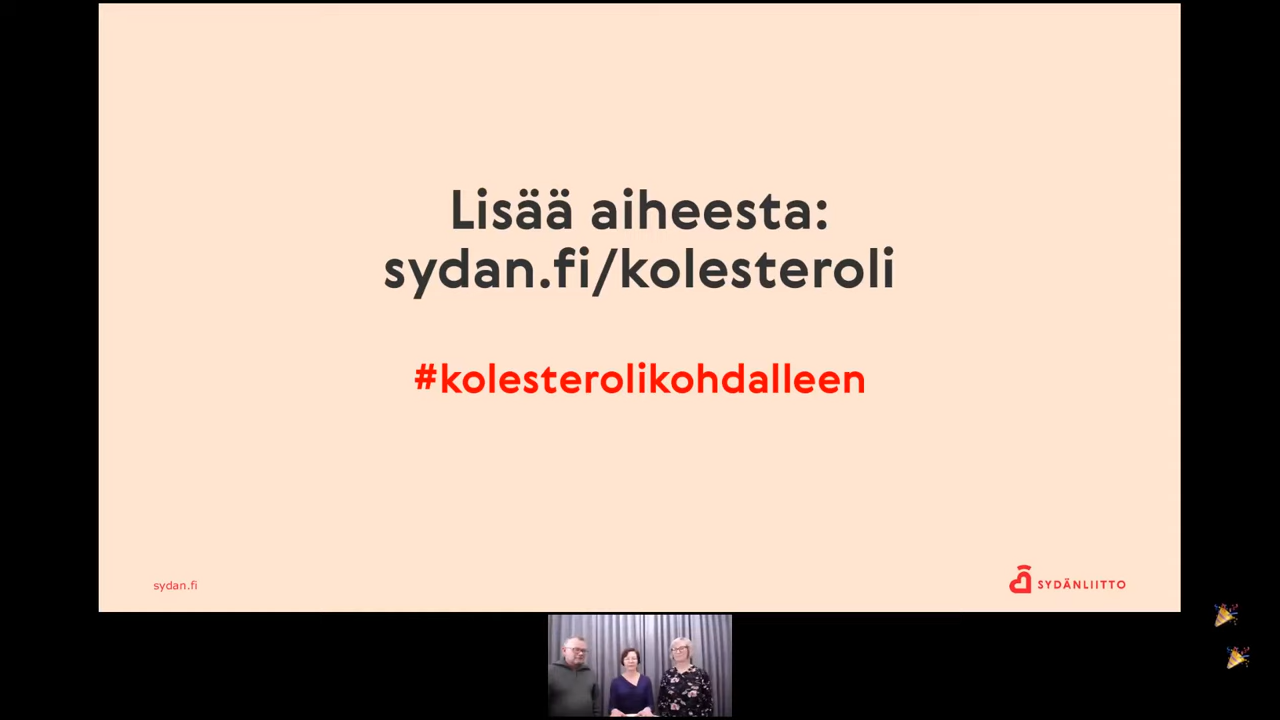 Lisää aiheesta:
sydan.fi/kolesteroli
#kolesterolikohdalleen
sydan.fi
SYDÄNLIITTO